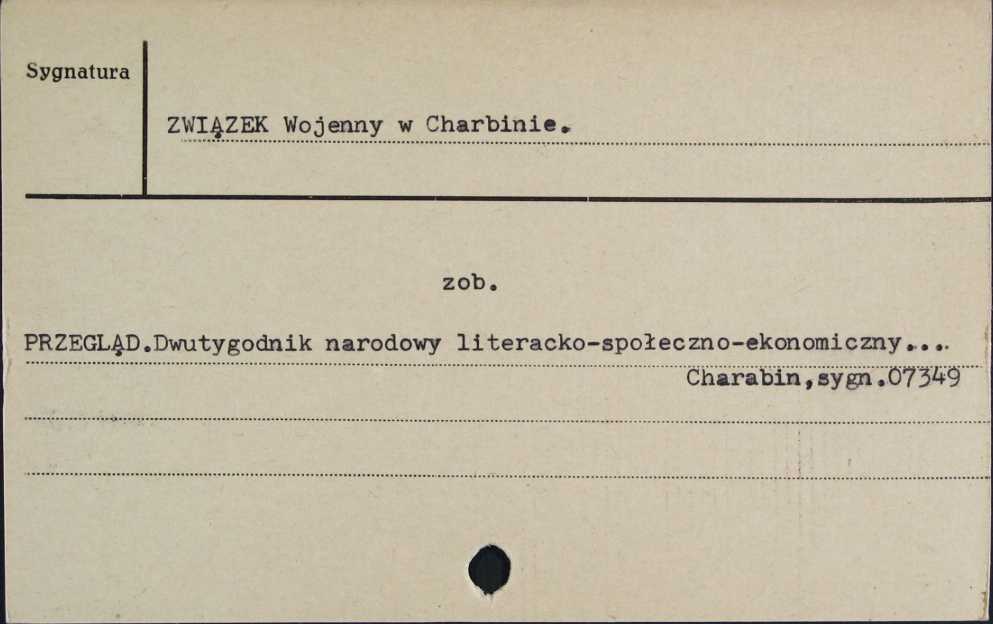 Sygnatura
ZWIĄZEK Wojenny w Charbinie.
zob.
PRZEGLĄD.Dwutygodnik narodowy literacko-społeczno-ekonomiczny...
Charabin,sygn.07349